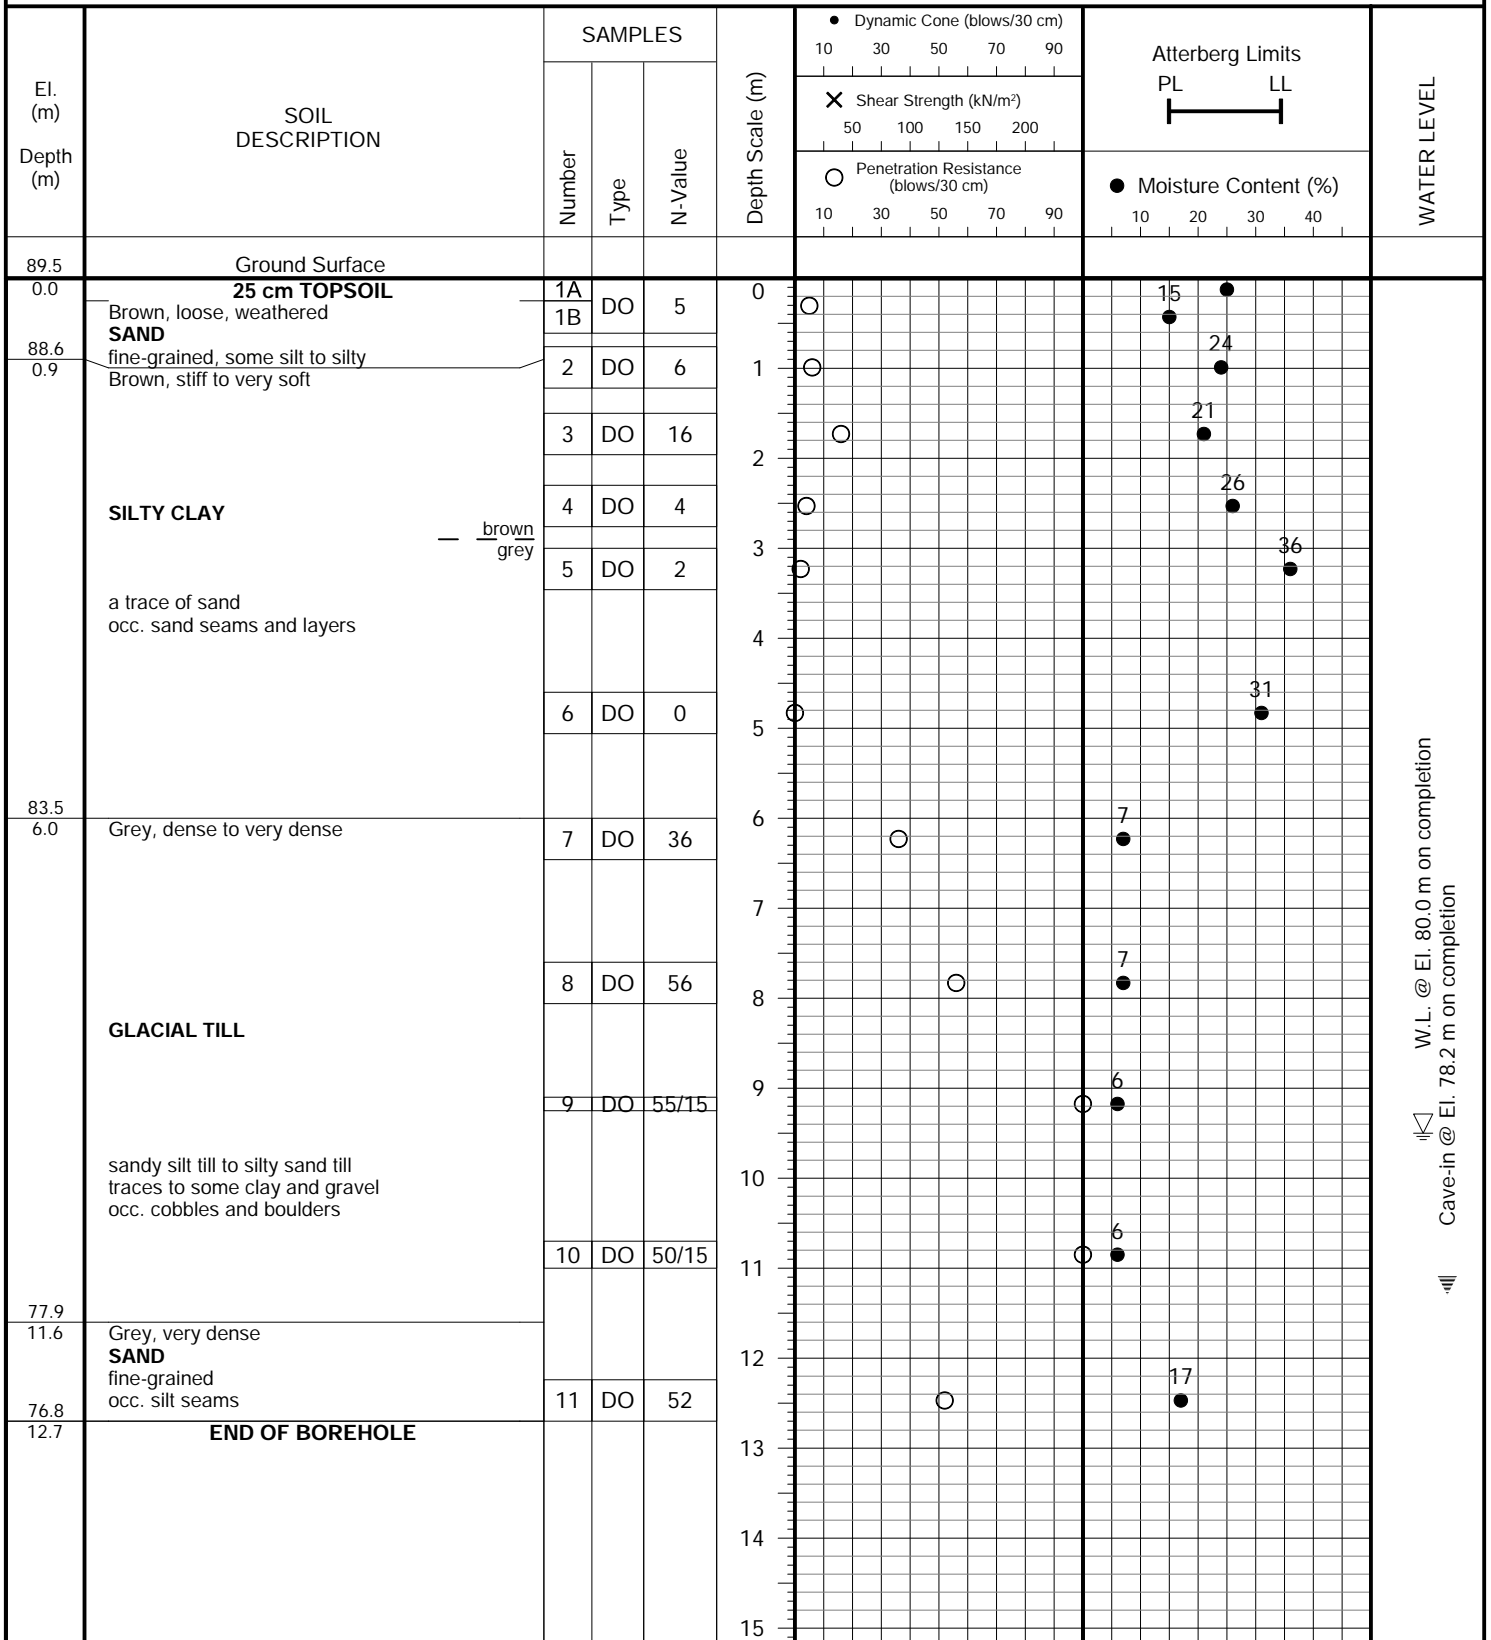 El.
(m)
Depth
(m)
SOIL
DESCRIPTION
SAMPLES
Number
Type
N-Value
Depth Scale (m)
Dynamic Cone (blows/30 cm)
10 30 50 70 90
Shear Strength (kN/m²)
50 100 150 200
Penetration Resistance
(blows/30 cm)
10 30 50 70 90
Atterberg Limits
PL LL
Moisture Content (%)
10 20 30 40
WATER LEVEL
89.5 Ground Surface
0.0 25 cm TOPSOIL 1A DO 5 0
15
Brown, loose, weathered 1B
SAND
88.6 fine-grained, some silt to silty
24
0.9 Brown, stiff to very soft 2 DO 6 1
21
3 DO 16
2
26
SILTY CLAY 4 DO 4
brown
grey
3
36
5 DO 2
a trace of sand
occ. sand seams and layers
4
31
6 DO 0
5
83.5
6
7
6.0 Grey, dense to very dense 7 DO 36
7
7
8 DO 56
8
GLACIAL TILL
9
6
9 DO 55/15
sandy silt till to silty sand till
traces to some clay and gravel
occ. cobbles and boulders
10
6
10 DO 50/15
11
77.9
11.6 Grey, very dense
SAND
12
fine-grained
17
occ. silt seams 11 DO 52
76.8
12.7 END OF BOREHOLE
13
14
15
W.L. @ El. 80.0 m on completion
Cave-in @ El. 78.2 m on completion